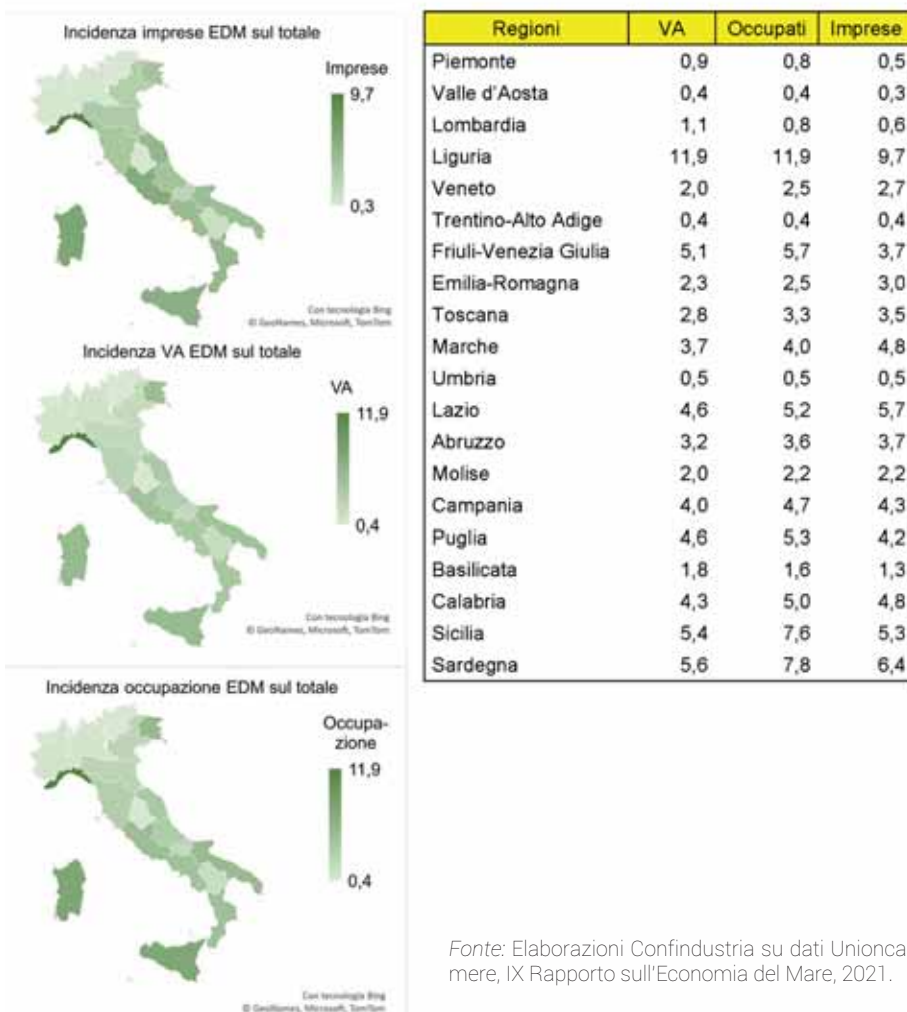 Incidenza imprese EDM sul totale
Imprese
9,7
0,3
Con tecnologia Bing
© GeoNames, Microsoft, TomTom
Incidenza VA EDM sul totale
VA
11,9
0,4
Con tecnologia Bing
© GeoNames, Microsoft, TomTom
Incidenza occupazione EDM sul totale
Occupa-
zione
11,9
0,4
Con tecnologia Bing
© GeoNames, Microsoft, TomTom
Regioni VA Occupati Imprese
Piemonte 0,9 0,8 0,5
Valle d'Aosta 0,4 0,4 0,3
Lombardia 1,1 0,8 0,6
Liguria 11,9 11,9 9,7
Veneto 2,0 2,5 2,7
Trentino-Alto Adige 0,4 0,4 0,4
Friuli-Venezia Giulia 5,1 5,7 3,7
Emilia-Romagna 2,3 2,5 3,0
Toscana 2,8 3,3 3,5
Marche 3,7 4,0 4,8
Umbria 0,5 0,5 0,5
Lazio 4,6 5,2 5,7
Abruzzo 3,2 3,6 3,7
Molise 2,0 2,2 2,2
Campania 4,0 4,7 4,3
Puglia 4,6 5,3 4,2
Basilicata 1,8 1,6 1,3
Calabria 4,3 5,0 4,8
Sicilia 5,4 7,6 5,3
Sardegna 5,6 7,8 6,4
Fonte: Elaborazioni Confindustria su dati Unionca
mere, IX Rapporto sull'Economia del Mare, 2021.